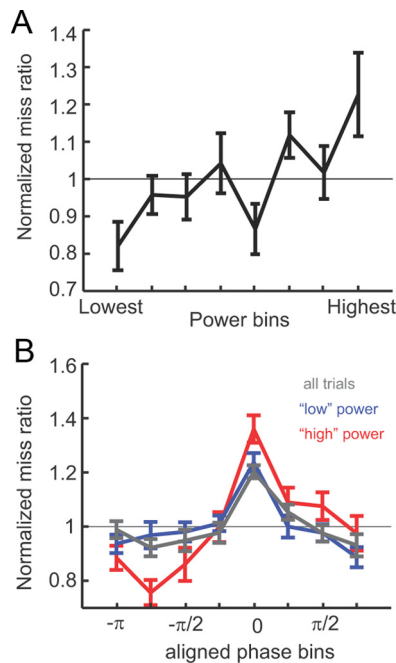 A
Normalized miss ratio
1.4
1.3
1.2
1.1
1
0.9
0.8
0.7
Lowest
Highest
Power bins
B
Normalized miss ratio
1.6
1.4
1.2
1
0.8
all trials
“low” power
“high” power
-π
-π/2
0
π/2
aligned phase bins